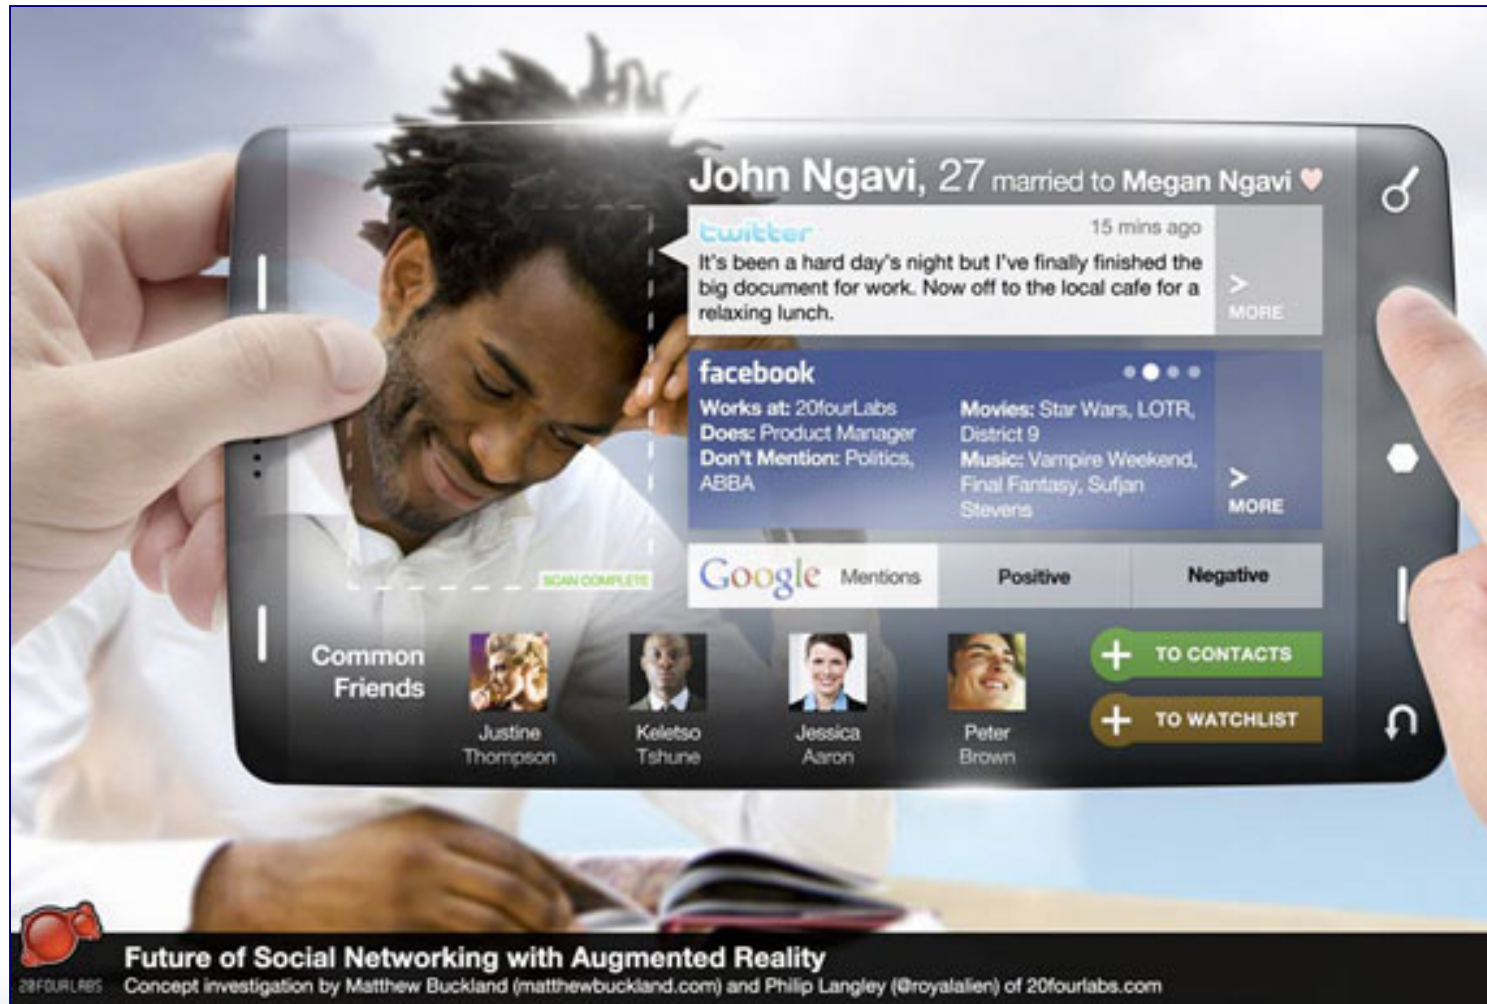 John Ngavi, 27 married to Megan Ngavi
twitter
15 mins ago
It's been a hard day's night but I've finally finished the
big document for work. Now off to the local cafe for a
relaxing lunch.
>
MORE
facebook
Works at: 20fourLabs
Does: Product Manager
Don't Mention: Politics,
ABBA
Movies: Star Wars, LOTR,
District 9
Music: Vampire Weekend,
Final Fantasy, Sufjan
Stevens
>
MORE
SCAN COMPLETE
Google Mentions
Positive
Negative
Common
Friends
Justine
Thompson
Keletso
Tshune
Jessica
Aaron
Peter
Brown
+ TO CONTACTS
+ TO WATCHLIST
20FOURLABS
Future of Social Networking with Augmented Reality
Concept investigation by Matthew Buckland (matthewbuckland.com) and Philip Langley (@royalalien) of 20fourlabs.com